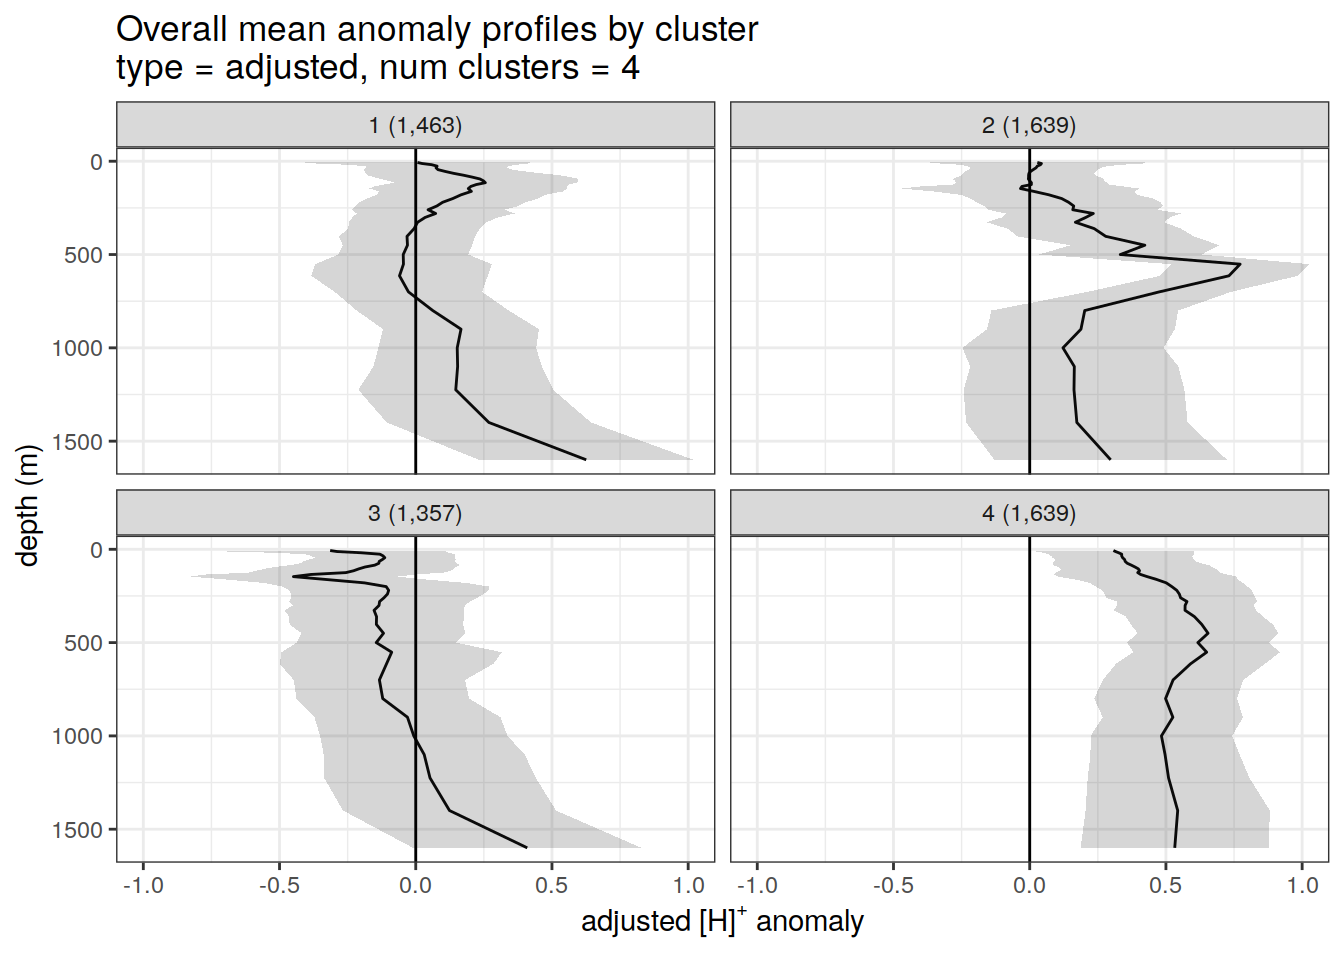 Overall mean anomaly profiles by cluster
type = adjusted, num clusters = 4
1 (1,463)
2 (1,639)
0
500
1000
1500
depth (m)
3 (1,357)
4 (1,639)
0
500
1000
1500
-1.0 -0.5 0.0 0.5 1.0 -1.0 -0.5 0.0 0.5 1.0
adjusted [H]⁺ anomaly